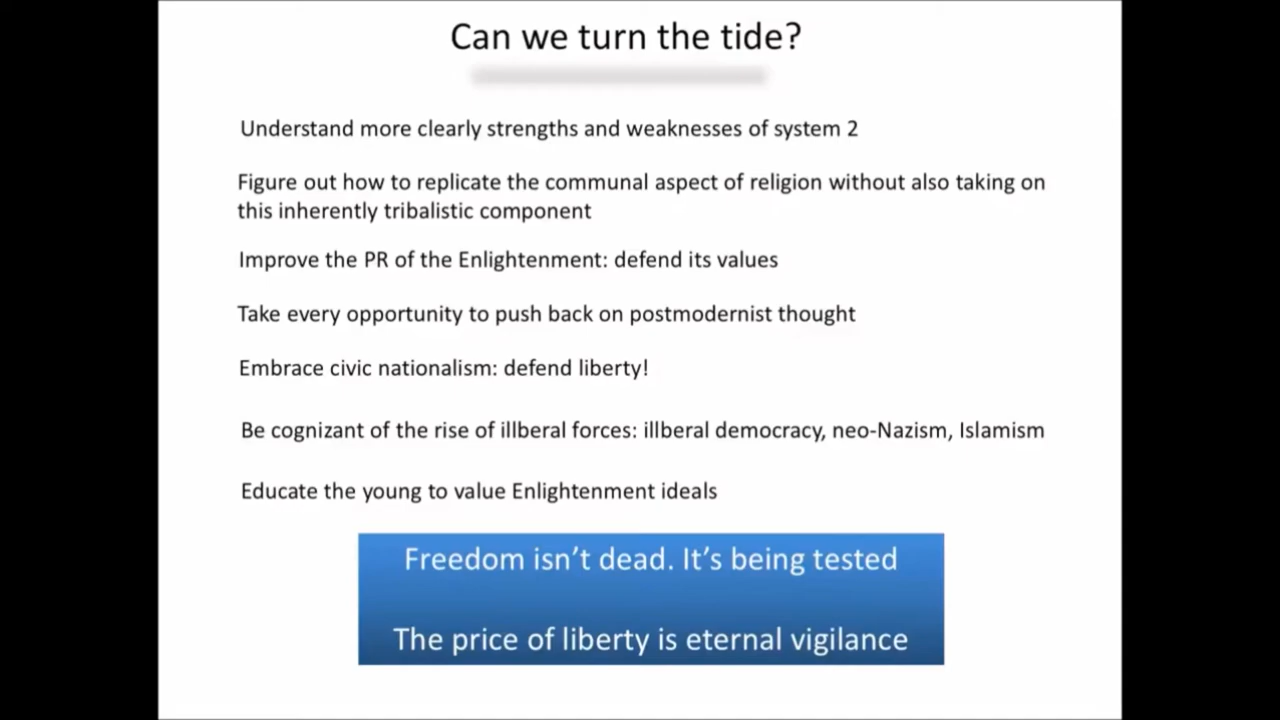 Can we turn the tide?
Understand more clearly strengths and weaknesses of system 2
Figure out how to replicate the communal aspect of religion without also taking on
this inherently tribalistic component
Improve the PR of the Enlightenment: defend its values
Take every opportunity to push back on postmodernist thought
Embrace civic nationalism: defend liberty!
Be cognizant of the rise of illberal forces: illberal democracy, neo-Nazism, Islamism
Educate the young to value Enlightenment ideals
Freedom isn’t dead. It’s being tested
The price of liberty is eternal vigilance